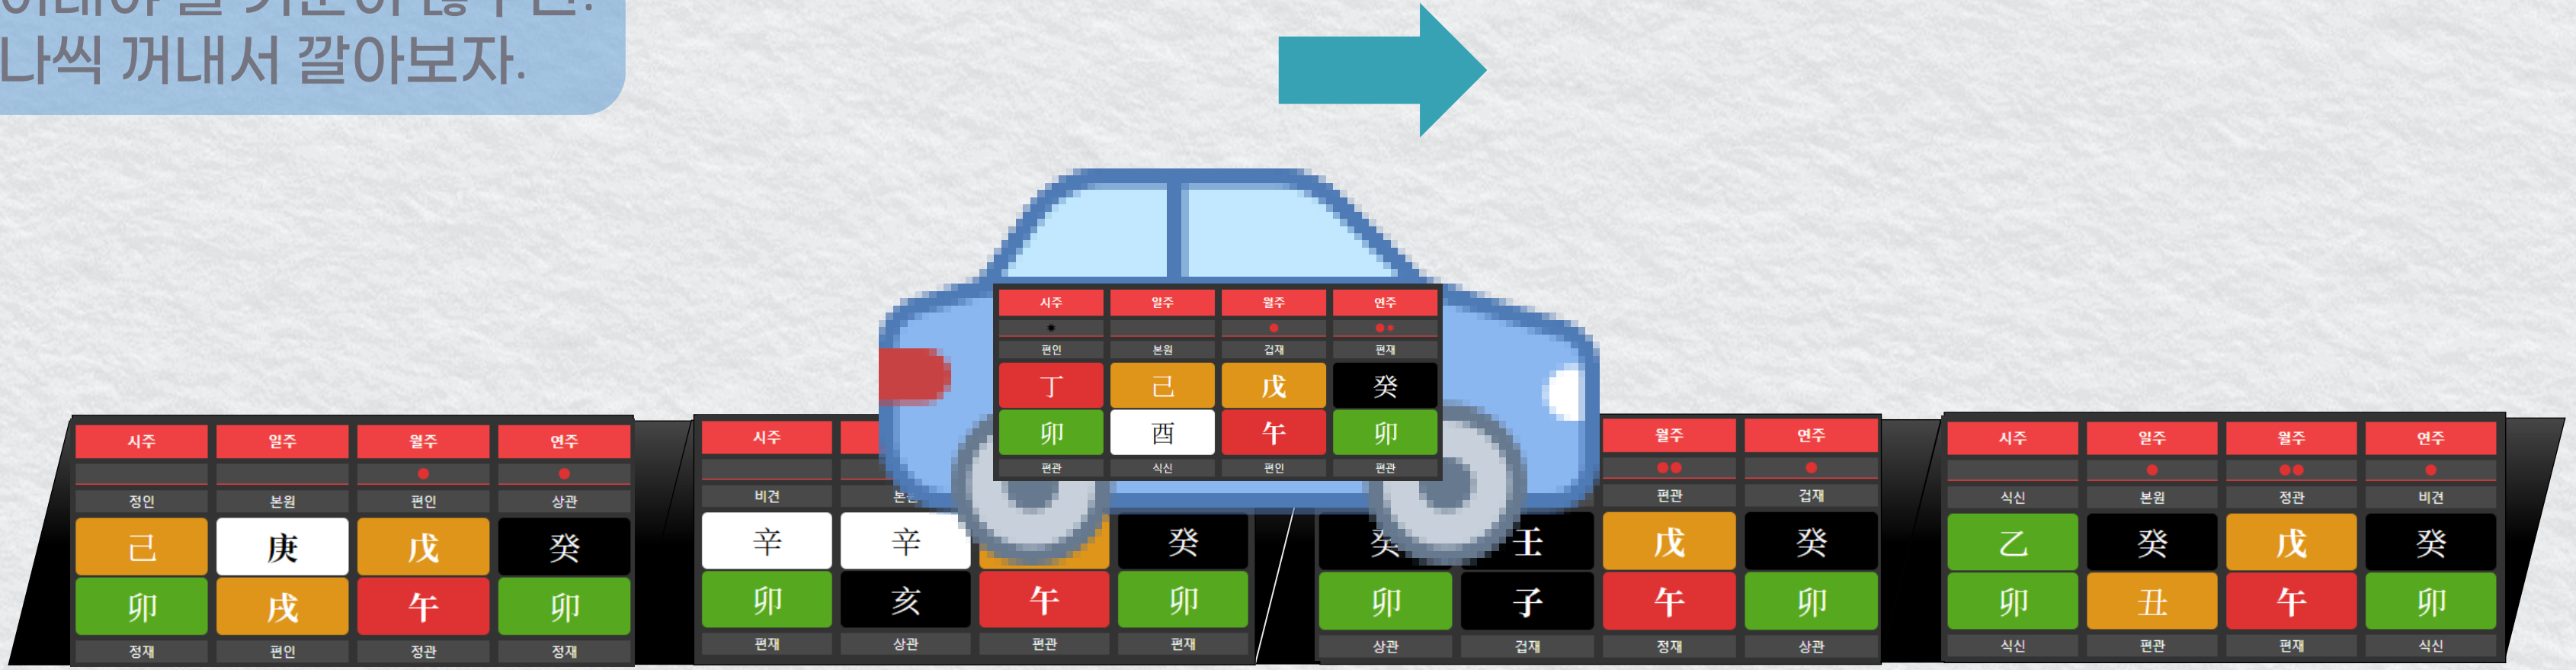 나씩 꺼내서 깔아보자.
시주 일주 월주 연주
편인 본원 겁재 편재
丁 己 戊 癸
卯 酉 午 卯
편관 식신 편인 편관
시주 일주 월주 연주
정인 본원 편인 상관
己 庚 戊 癸
卯 戌 午 卯
정재 편인 정관 정재
시주
비견
辛 辛 癸
卯 亥 午 卯
편재 상관 편관 편재
월주 연주
편관 겁재
癸 壬 戊 癸
卯 子 午 卯
상관 겁재 정재 상관
시주 일주 월주 연주
식신 본원 정관 비견
乙 癸 戊 癸
卯 丑 午 卯
식신 편관 편재 식신